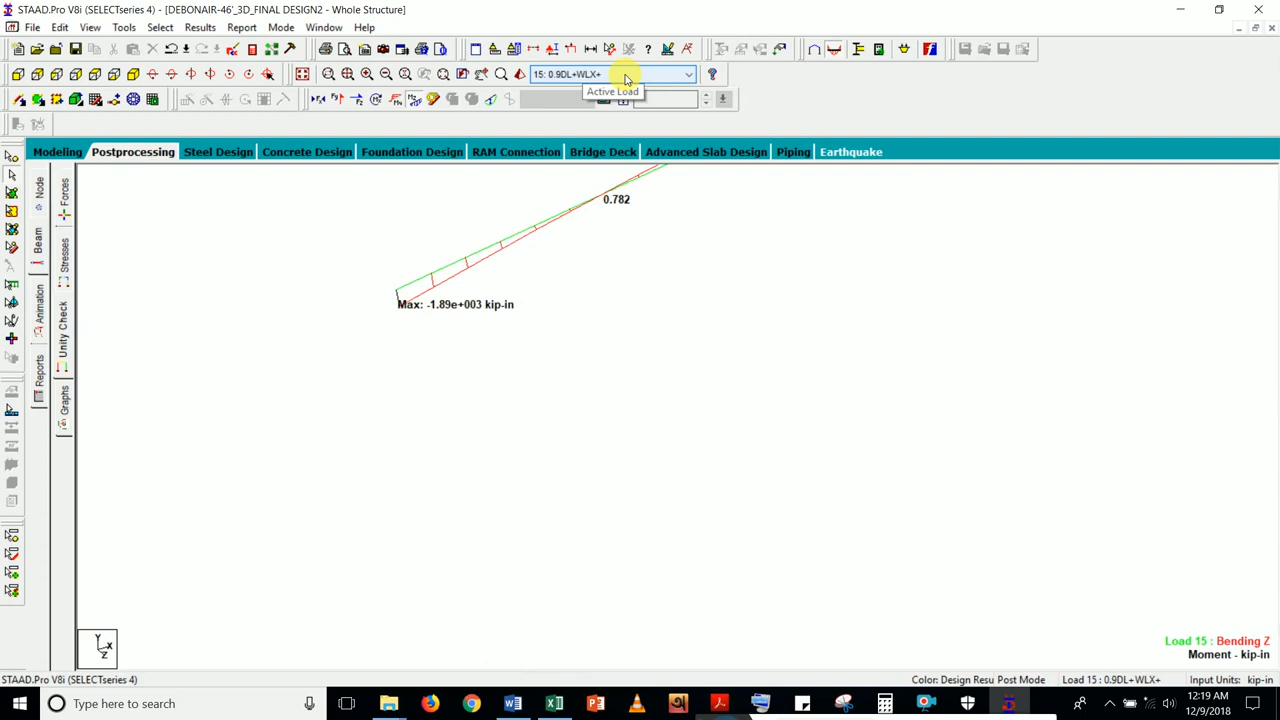 STAAD.Pro V8i (SELECTseries 4) - [DEBONAIR-46'_3D_FINAL DESIGN2 - Whole Structure]
File Edit View Tools Select Results Report Mode Window Help
15: 0.9DL+WLX+
Active Load
Modeling Postprocessing Steel Design Concrete Design Foundation Design RAM Connection Bridge Deck Advanced Slab Design Piping Earthquake
Node
Beam
Animation
Reports
Forces
Stresses
Unity Check
Graphs
0.782
Max: -1.89e+003 kip-in
Y
X
Z
Load 15 : Bending Z
Moment - kip-in
STAAD.Pro V8i (SELECTseries 4) Color: Design Resu Post Mode Load 15 : 0.9DL+WLX+ Input Units: kip-in
Type here to search
12:19 AM
12/9/2018